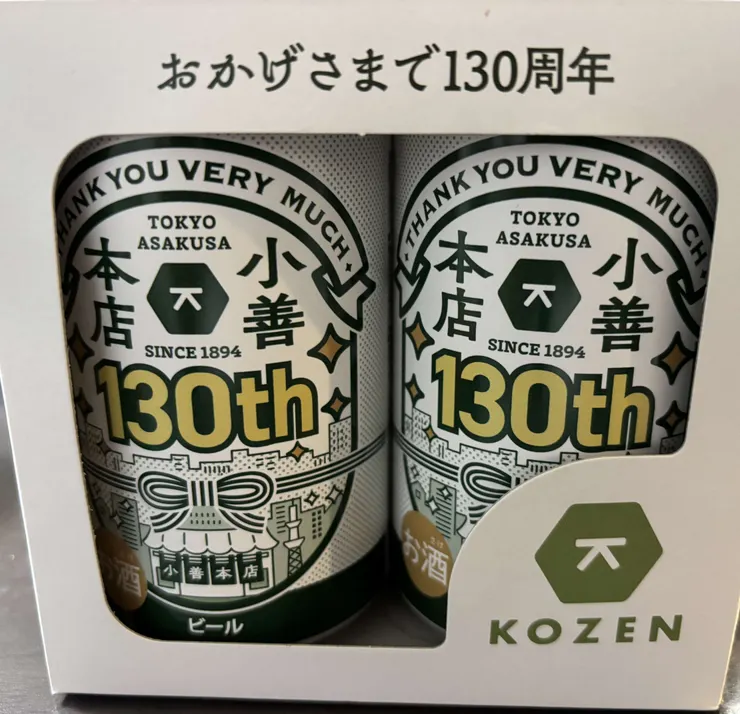 おかげさまで130周年
THANK YOU VERY MUCH
TOKYO
ASAKUSA
小善
本店
SINCE 1894
130th
小善本店
お酒
ビール
THANK YOU VERY MUCH
TOKYO
ASAKUSA
小善
本店
SINCE 1894
130th
お酒
さけ
KOZEN